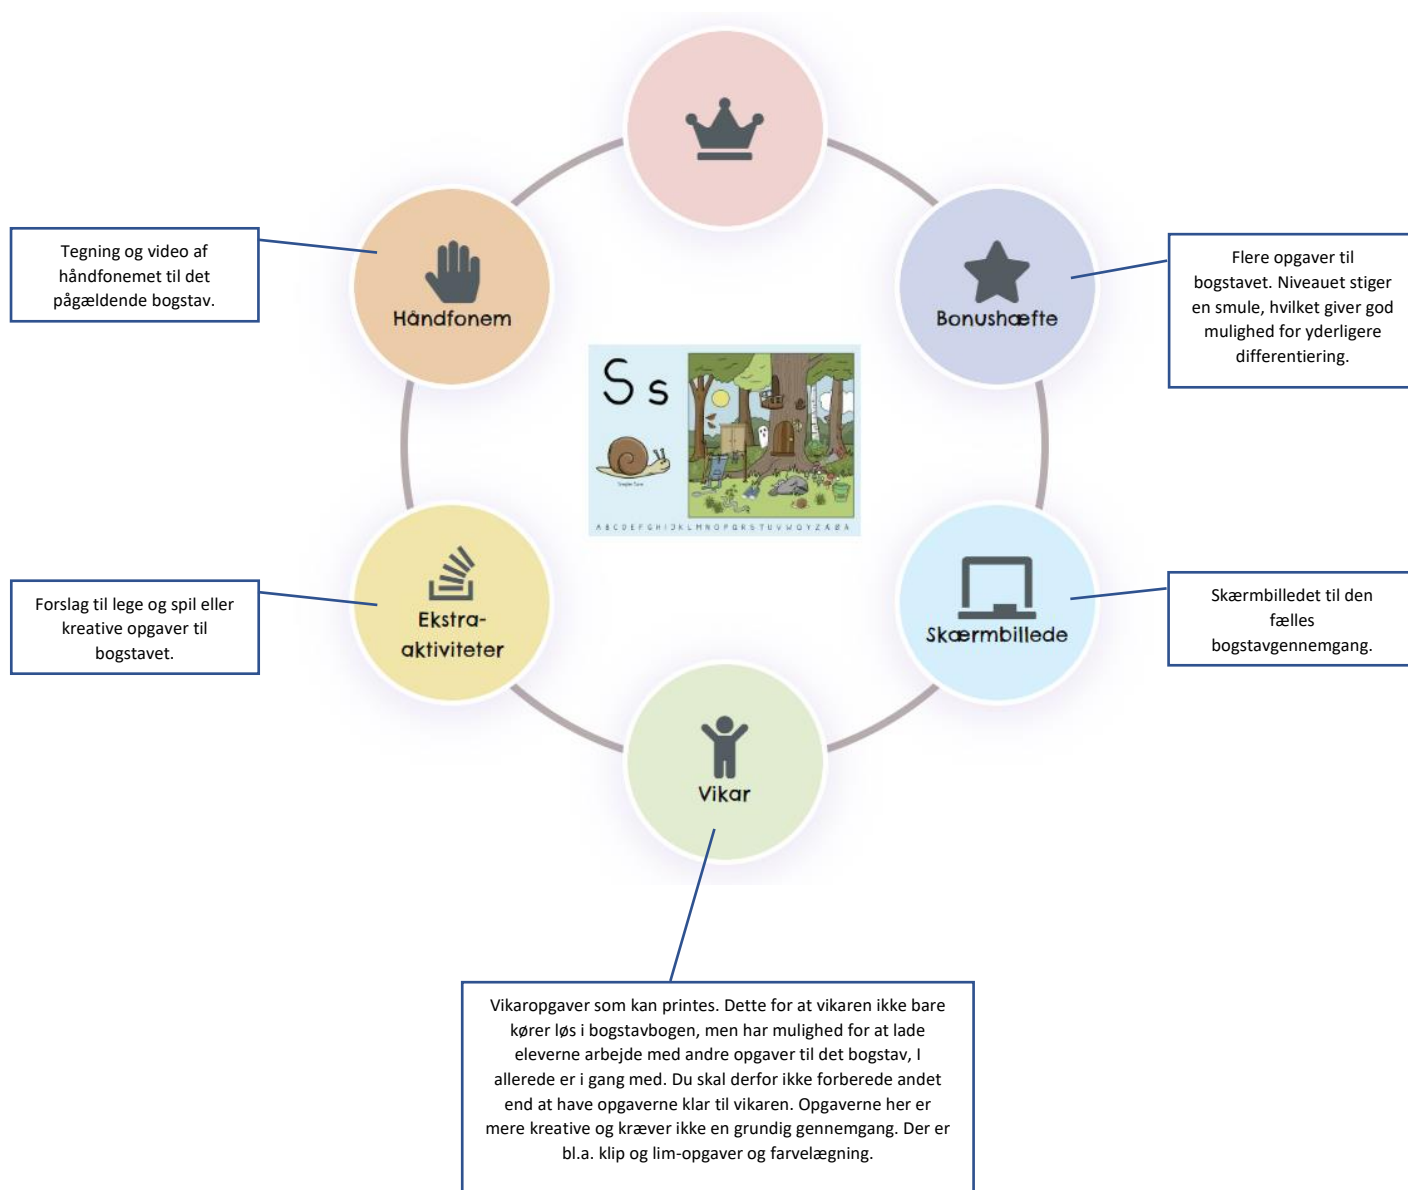 Tegning og video af
håndfonemet til det
pågældende bogstav.
Håndfonem
Bonushæfte
Flere opgaver til
bogstavet. Niveauet stiger
en smule, hvilket giver god
mulighed for yderligere
differentiering.
S s
A B C D E F G H I J K L M N O P Q R S T U V W X Y Z Æ Ø Å
Forslag til lege og spil eller
kreative opgaver til
bogstavet.
Ekstra-
aktiviteter
Skærmbillede
Skærmbilledet til den
fælles
bogstavgennemgang.
Vikar
Vikaropgaver som kan printes. Dette for at vikaren ikke bare
kører løs i bogstavbogen, men har mulighed for at lade
eleverne arbejde med andre opgaver til det bogstav, I
allerede er i gang med. Du skal derfor ikke forberede andet
end at have opgaverne klar til vikaren. Opgaverne her er
mere kreative og kræver ikke en grundig gennemgang. Der er
bl.a. klip og lim-opgaver og farvelægning.